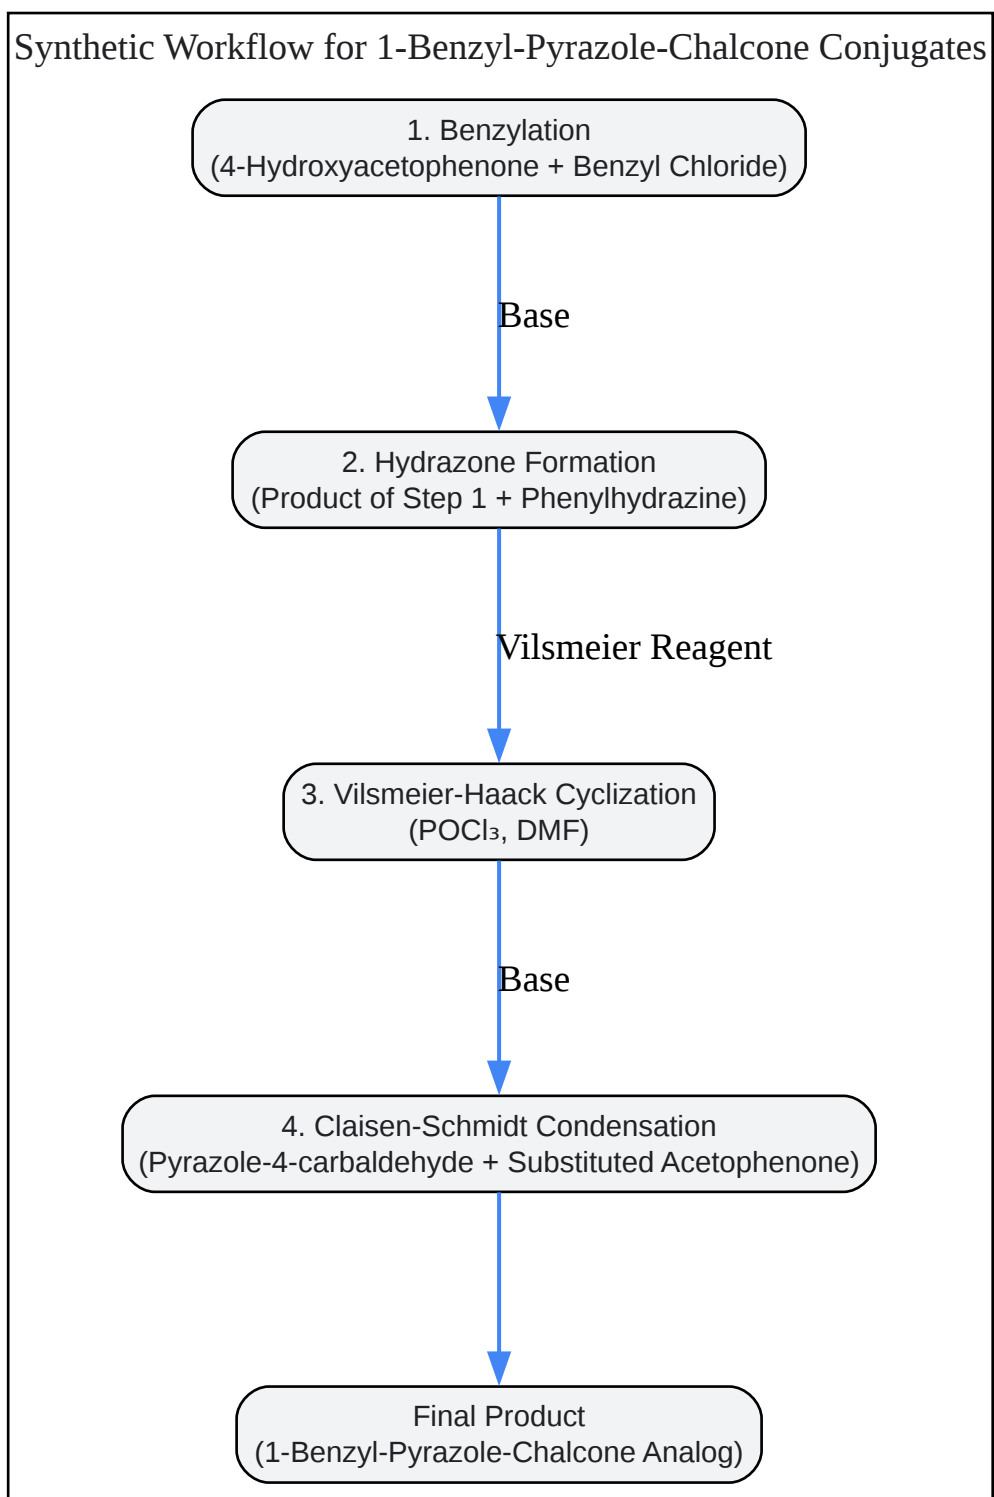 Synthetic Workflow for 1-Benzyl-Pyrazole-Chalcone Conjugates
1. Benzylation
(4-Hydroxyacetophenone + Benzyl Chloride)
Base
2. Hydrazone Formation
(Product of Step 1 + Phenylhydrazine)
Vilsmeier Reagent
3. Vilsmeier-Haack Cyclization
(POCl₃, DMF)
Base
4. Claisen-Schmidt Condensation
(Pyrazole-4-carbaldehyde + Substituted Acetophenone)
Final Product
(1-Benzyl-Pyrazole-Chalcone Analog)